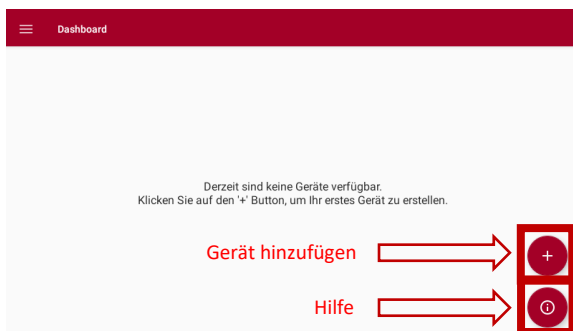 Dashboard
Derzeit sind keine Geräte verfügbar.
Klicken Sie auf den '+' Button, um Ihr erstes Gerät zu erstellen.
Gerät hinzufügen
Hilfe